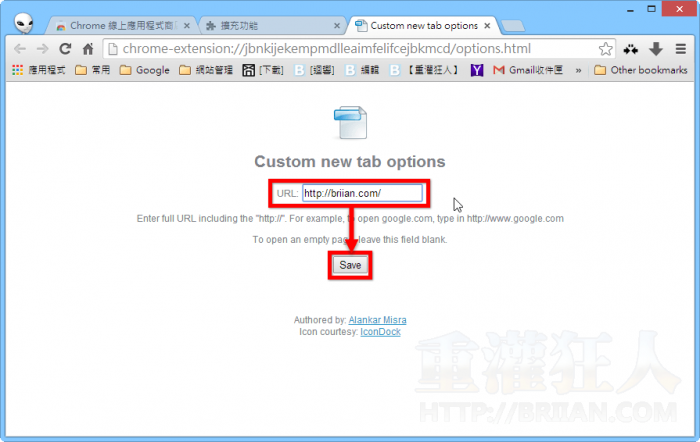 Chrome 線上應用程式商
擴充功能
Custom new tab options
chrome-extension://jbnkijekempmdlleaimfelifcejbkmcd/options.html
應用程式 常用 Google 網站管理 [下載] [迴響] 編輯 【重灌狂人】 Gmail收件匣 » Other bookmarks
Custom new tab options
URL: http://briian.com/
Enter full URL including the "http://". For example, to open google.com, type in http://www.google.com
To open an empty page leave this field blank.
Save
Authored by: Alankar Misra
Icon courtesy: IconDock
重灌狂人
HTTP://BRIIAN.COM